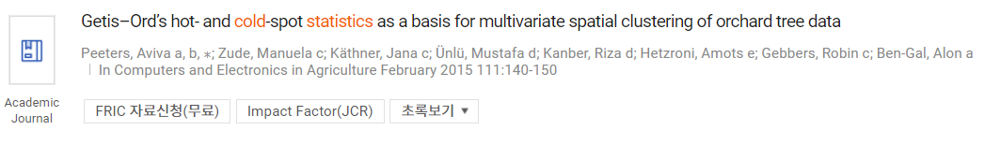 Getis–Ord’s hot- and cold-spot statistics as a basis for multivariate spatial clustering of orchard tree data
Peeters, Aviva a, b, ⁎; Zude, Manuela c; Käthner, Jana c; Ünlü, Mustafa d; Kanber, Riza d; Hetzroni, Amots e; Gebbers, Robin c; Ben-Gal, Alon a
| In Computers and Electronics in Agriculture February 2015 111:140-150
Academic
Journal
FRIC 자료신청(무료) Impact Factor(JCR) 초록보기 ▼